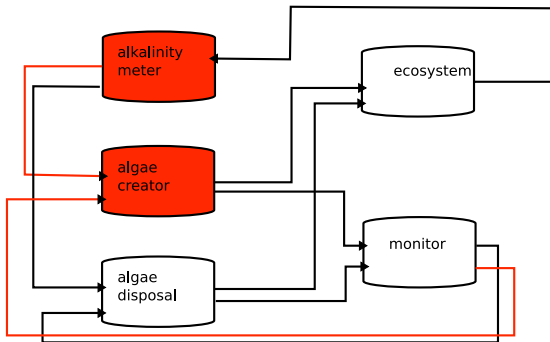 alkalinity
meter
ecosystem
algae
creator
monitor
algae
disposal